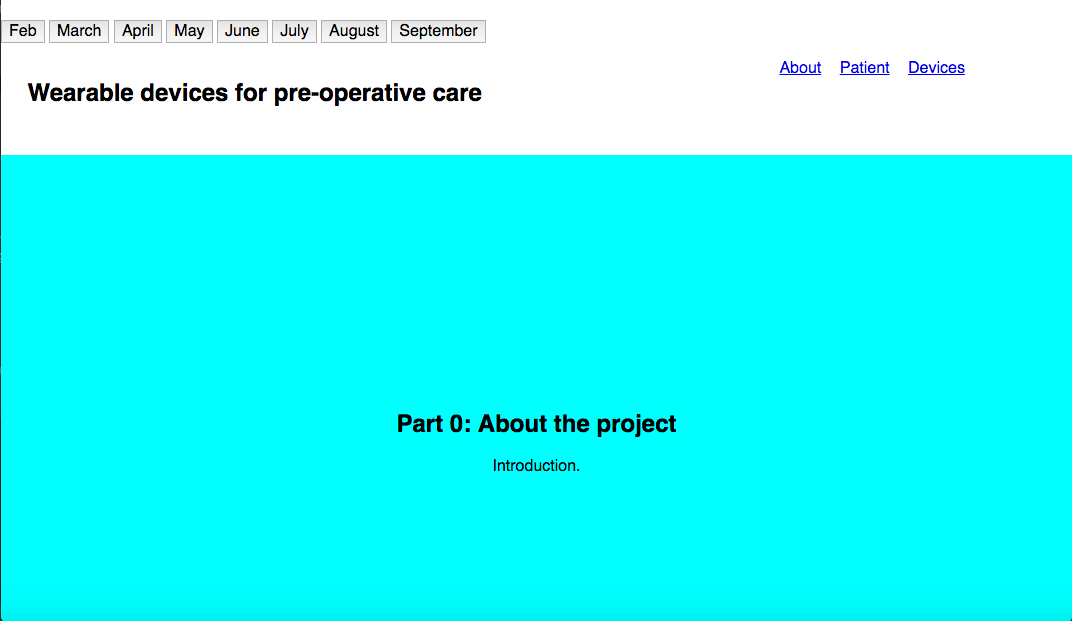 Feb March April May June July August September
About Patient Devices
Wearable devices for pre-operative care
Part 0: About the project
Introduction.